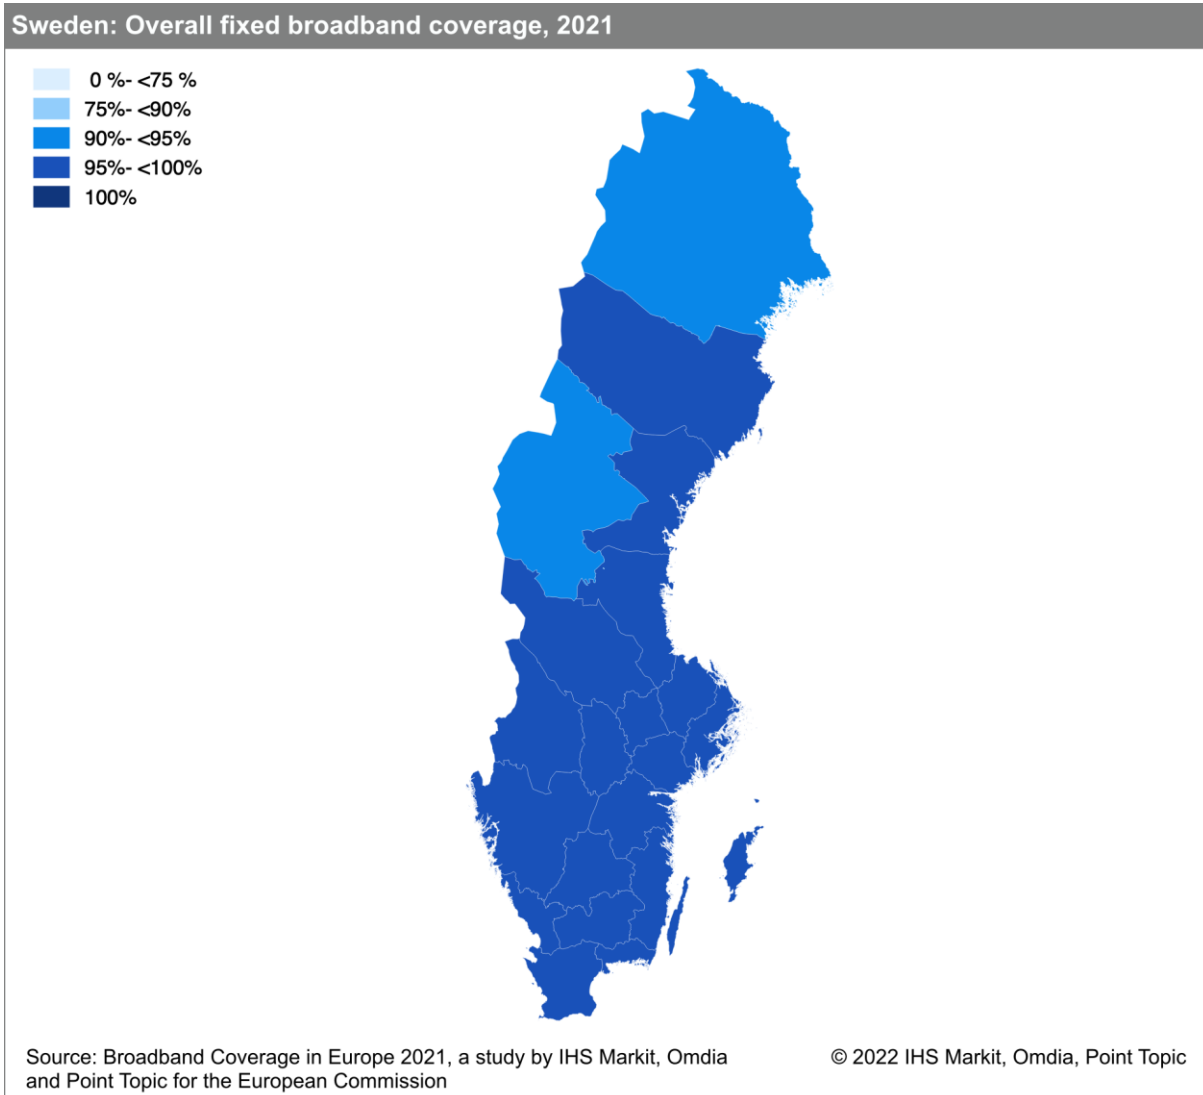 Sweden: Overall fixed broadband coverage, 2021
0 %- <75 %
75%- <90%
90%- <95%
95%- <100%
100%
Source: Broadband Coverage in Europe 2021, a study by IHS Markit, Omdia
and Point Topic for the European Commission
© 2022 IHS Markit, Omdia, Point Topic